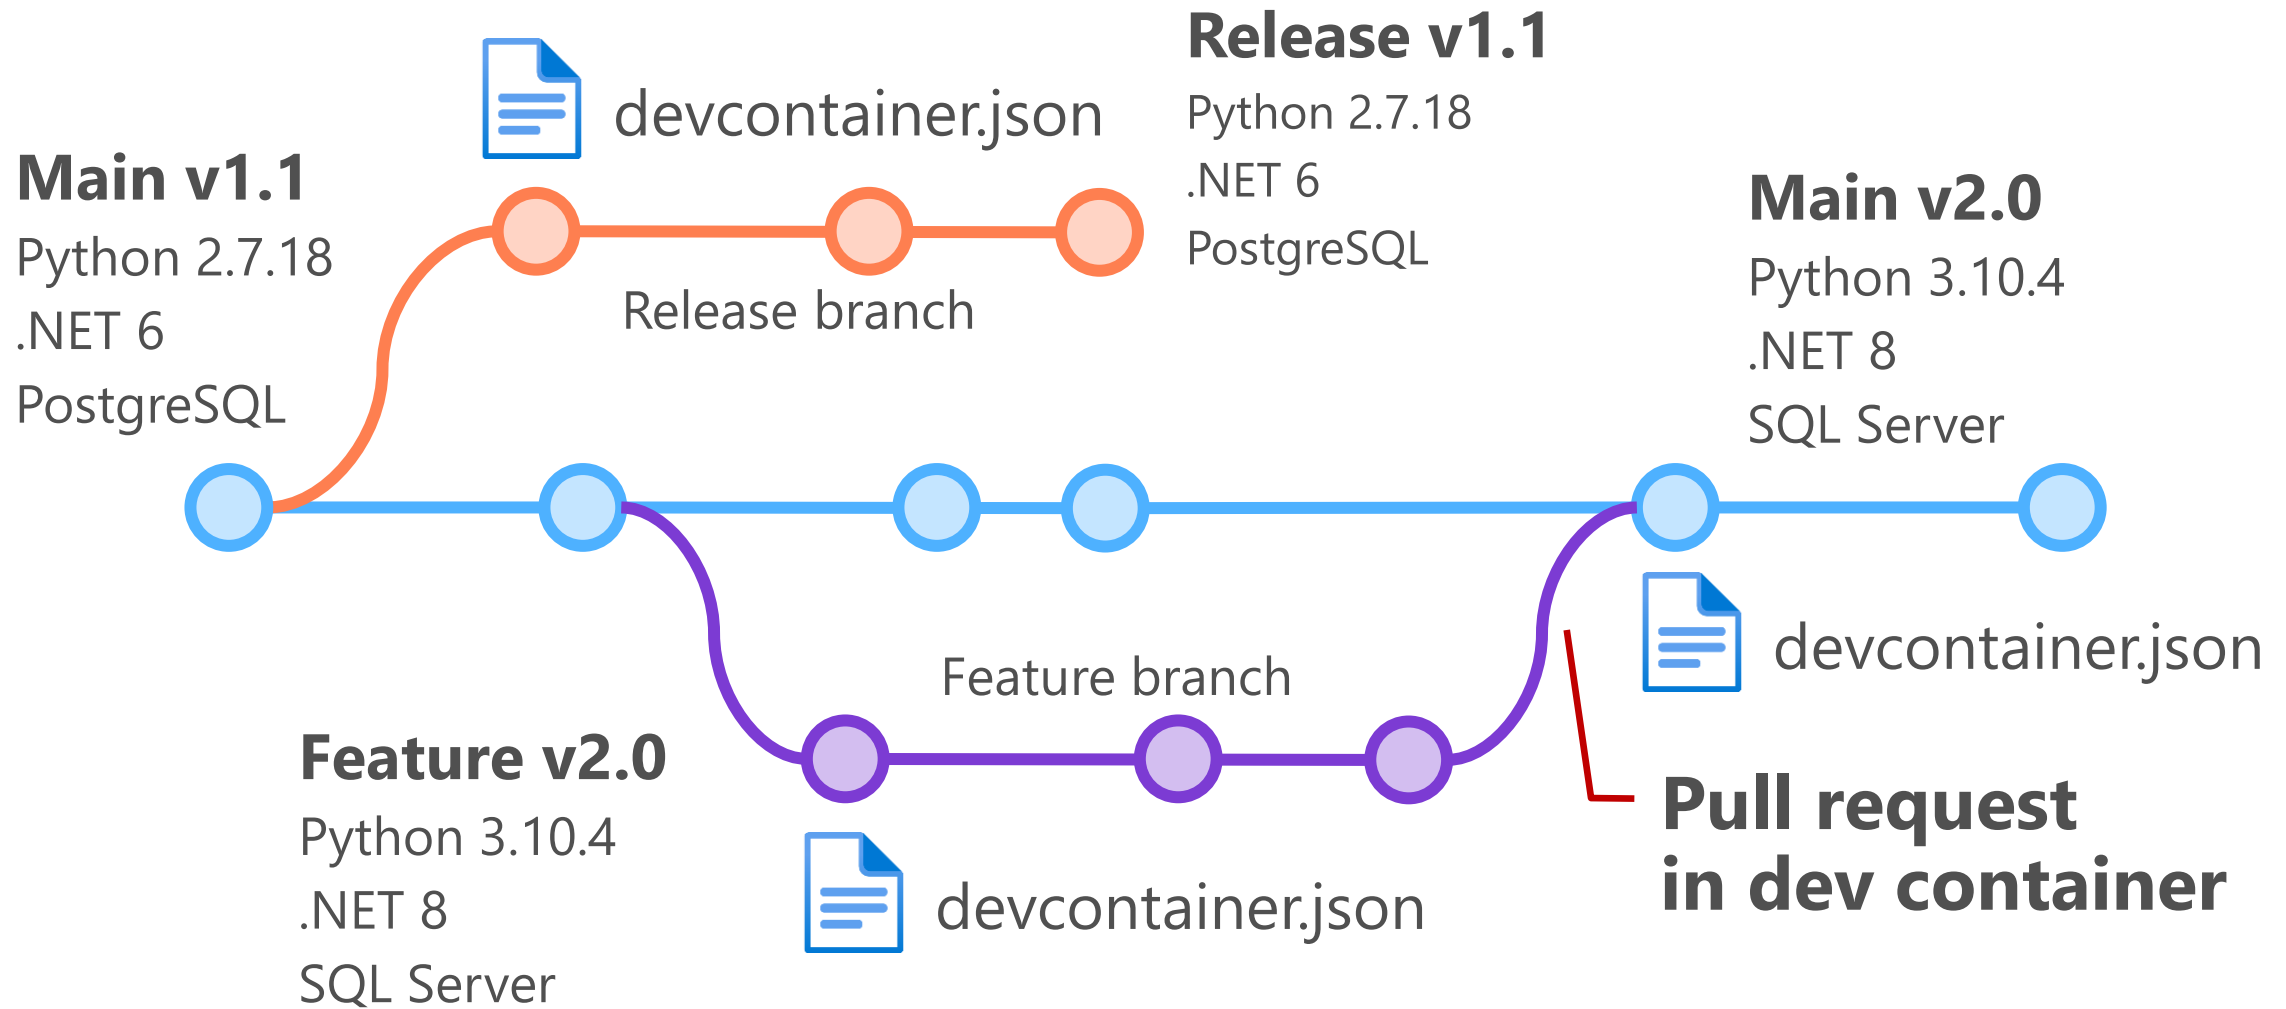 Main v1.1
Python 2.7.18
.NET 6
PostgreSQL
devcontainer.json
Release branch
Release v1.1
Python 2.7.18
.NET 6
PostgreSQL
Main v2.0
Python 3.10.4
.NET 8
SQL Server
devcontainer.json
Feature branch
Feature v2.0
Python 3.10.4
.NET 8
SQL Server
devcontainer.json
Pull request
in dev container